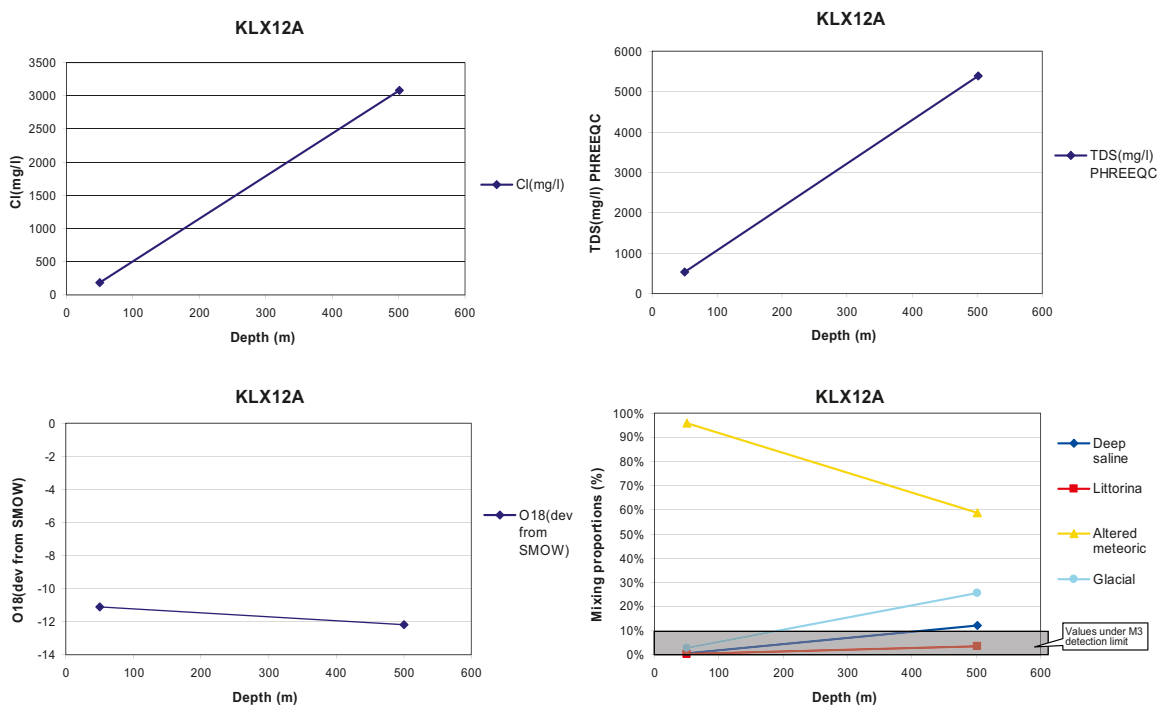 KLX12A
Cl(mg/l)
3500
3000
2500
2000
1500
1000
500
0
0 100 200 300 400 500 600
Depth (m)
Cl(mg/l)
KLX12A
TDS(mg/l) PHREEQC
6000
5000
4000
3000
2000
1000
0
0 100 200 300 400 500 600
Depth (m)
TDS(mg/l)
PHREEQC
KLX12A
O18(dev from SMOW)
0
-2
-4
-6
-8
-10
-12
-14
0 100 200 300 400 500 600
Depth (m)
O18(dev
from
SMOW)
KLX12A
Mixing proportions (%)
100%
90%
80%
70%
60%
50%
40%
30%
20%
10%
0%
0 100 200 300 400 500 600
Depth (m)
Deep
saline
Littorina
Altered
meteoric
Glacial
Values under M3
detection limit